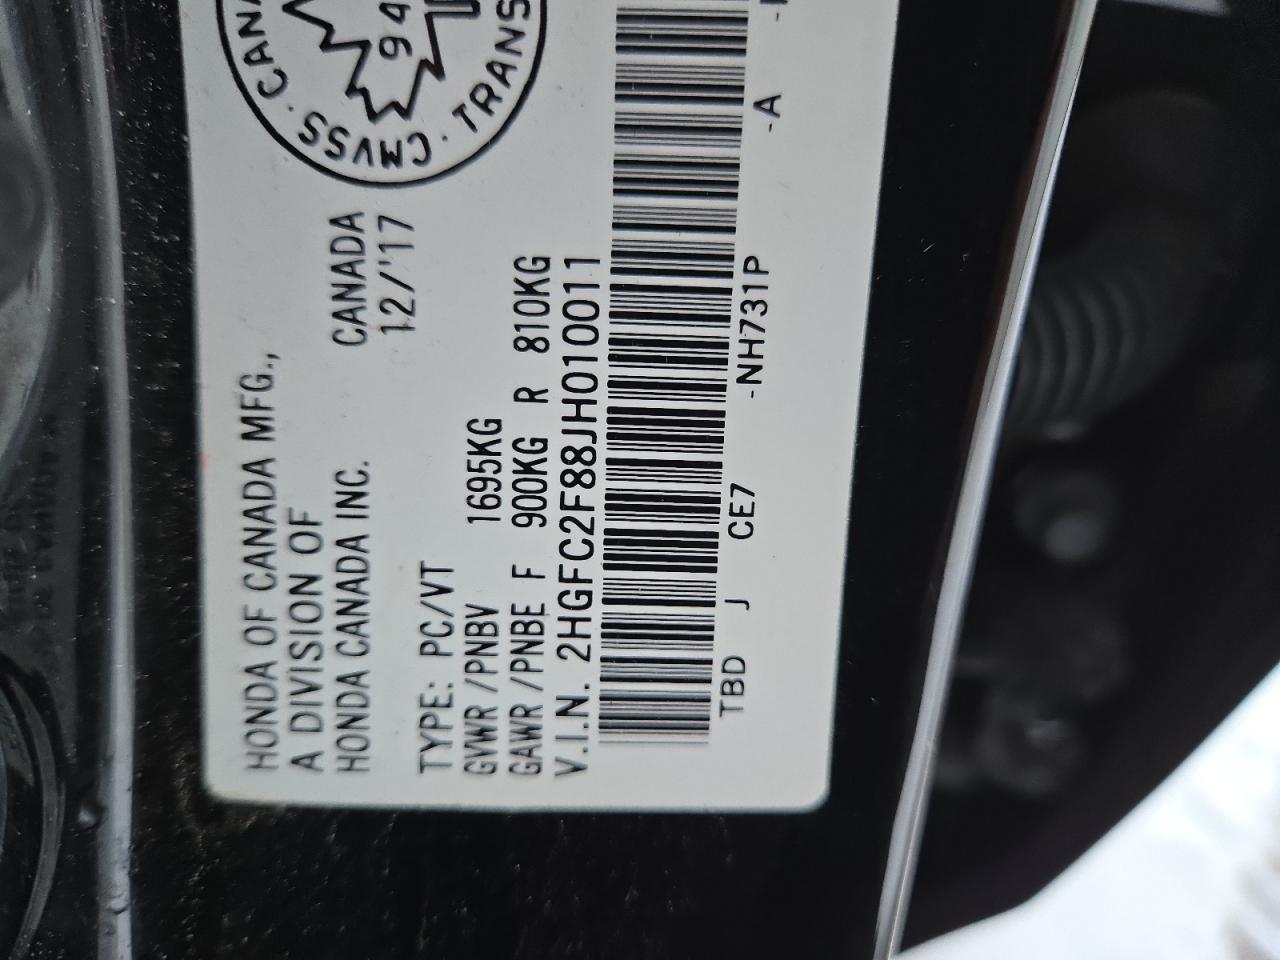 HONDA OF CANADA MFG.,
A DIVISION OF
HONDA CANADA INC.
CANADA
12/'17
CMVSS · TRANS
94
TYPE: PC/VT
GVWR/PNBV 1695KG
GAWR/PNBE F 900KG R 810KG
V.I.N. 2HGFC2F88JH010011
TBD J CE7 -NH731P -A